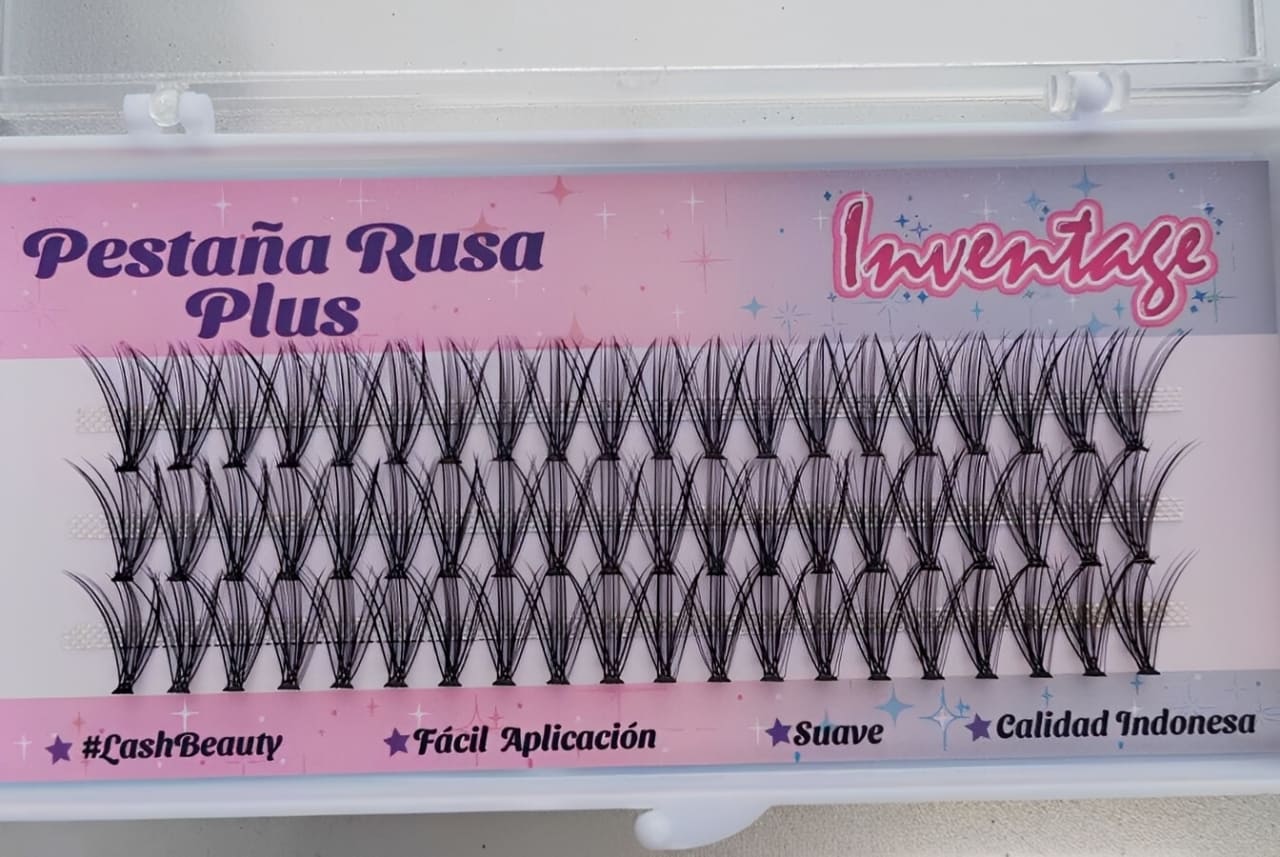 Pestaña Rusa
Plus
Inventage
#LashBeauty
Fácil Aplicación
Suave
Calidad Indonesa